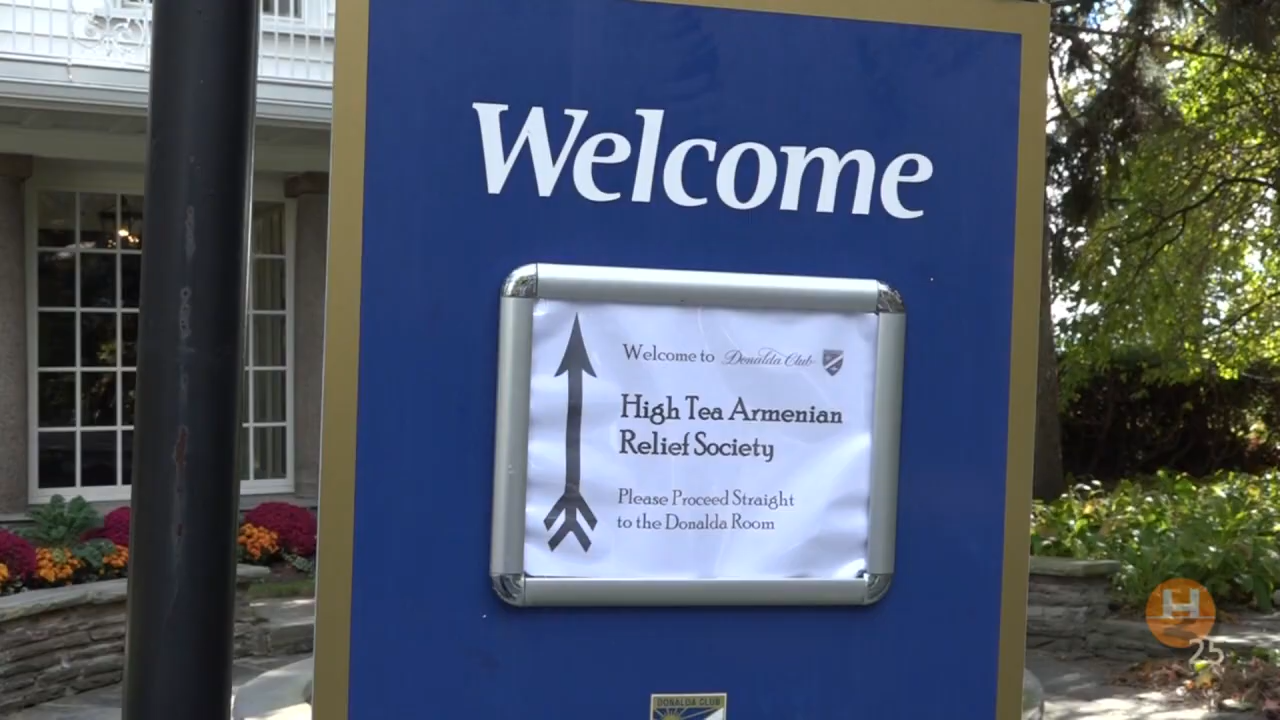 Welcome
Welcome to Donalda Club
High Tea Armenian
Relief Society
Please Proceed Straight
to the Donalda Room
DONALDA CLUB
H
25